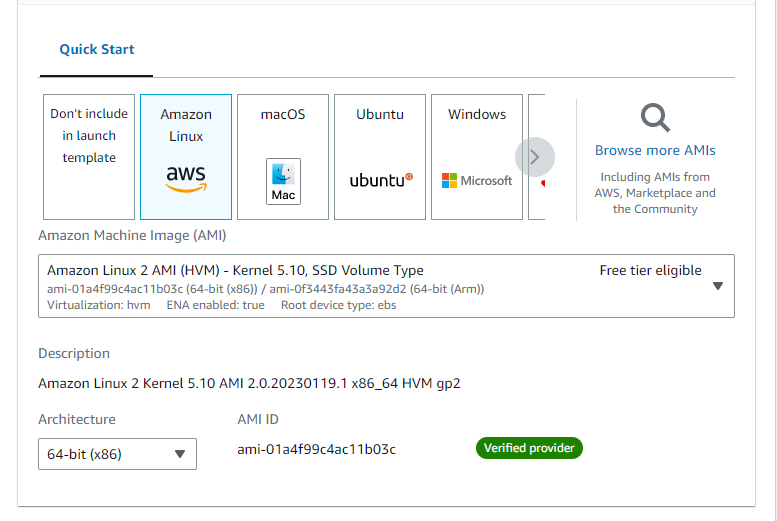 Quick Start
Don't include
in launch
template
Amazon
Linux
aws
macOS
Mac
Ubuntu
ubuntu
Windows
Microsoft
Browse more AMIs
Including AMIs from
AWS, Marketplace and
the Community
Amazon Machine Image (AMI)
Amazon Linux 2 AMI (HVM) - Kernel 5.10, SSD Volume Type
Free tier eligible
ami-01a4f99c4ac11b03c (64-bit (x86)) / ami-0f3443fa43a3a92d2 (64-bit (Arm))
Virtualization: hvm ENA enabled: true Root device type: ebs
Description
Amazon Linux 2 Kernel 5.10 AMI 2.0.20230119.1 x86_64 HVM gp2
Architecture
AMI ID
64-bit (x86)
ami-01a4f99c4ac11b03c
Verified provider